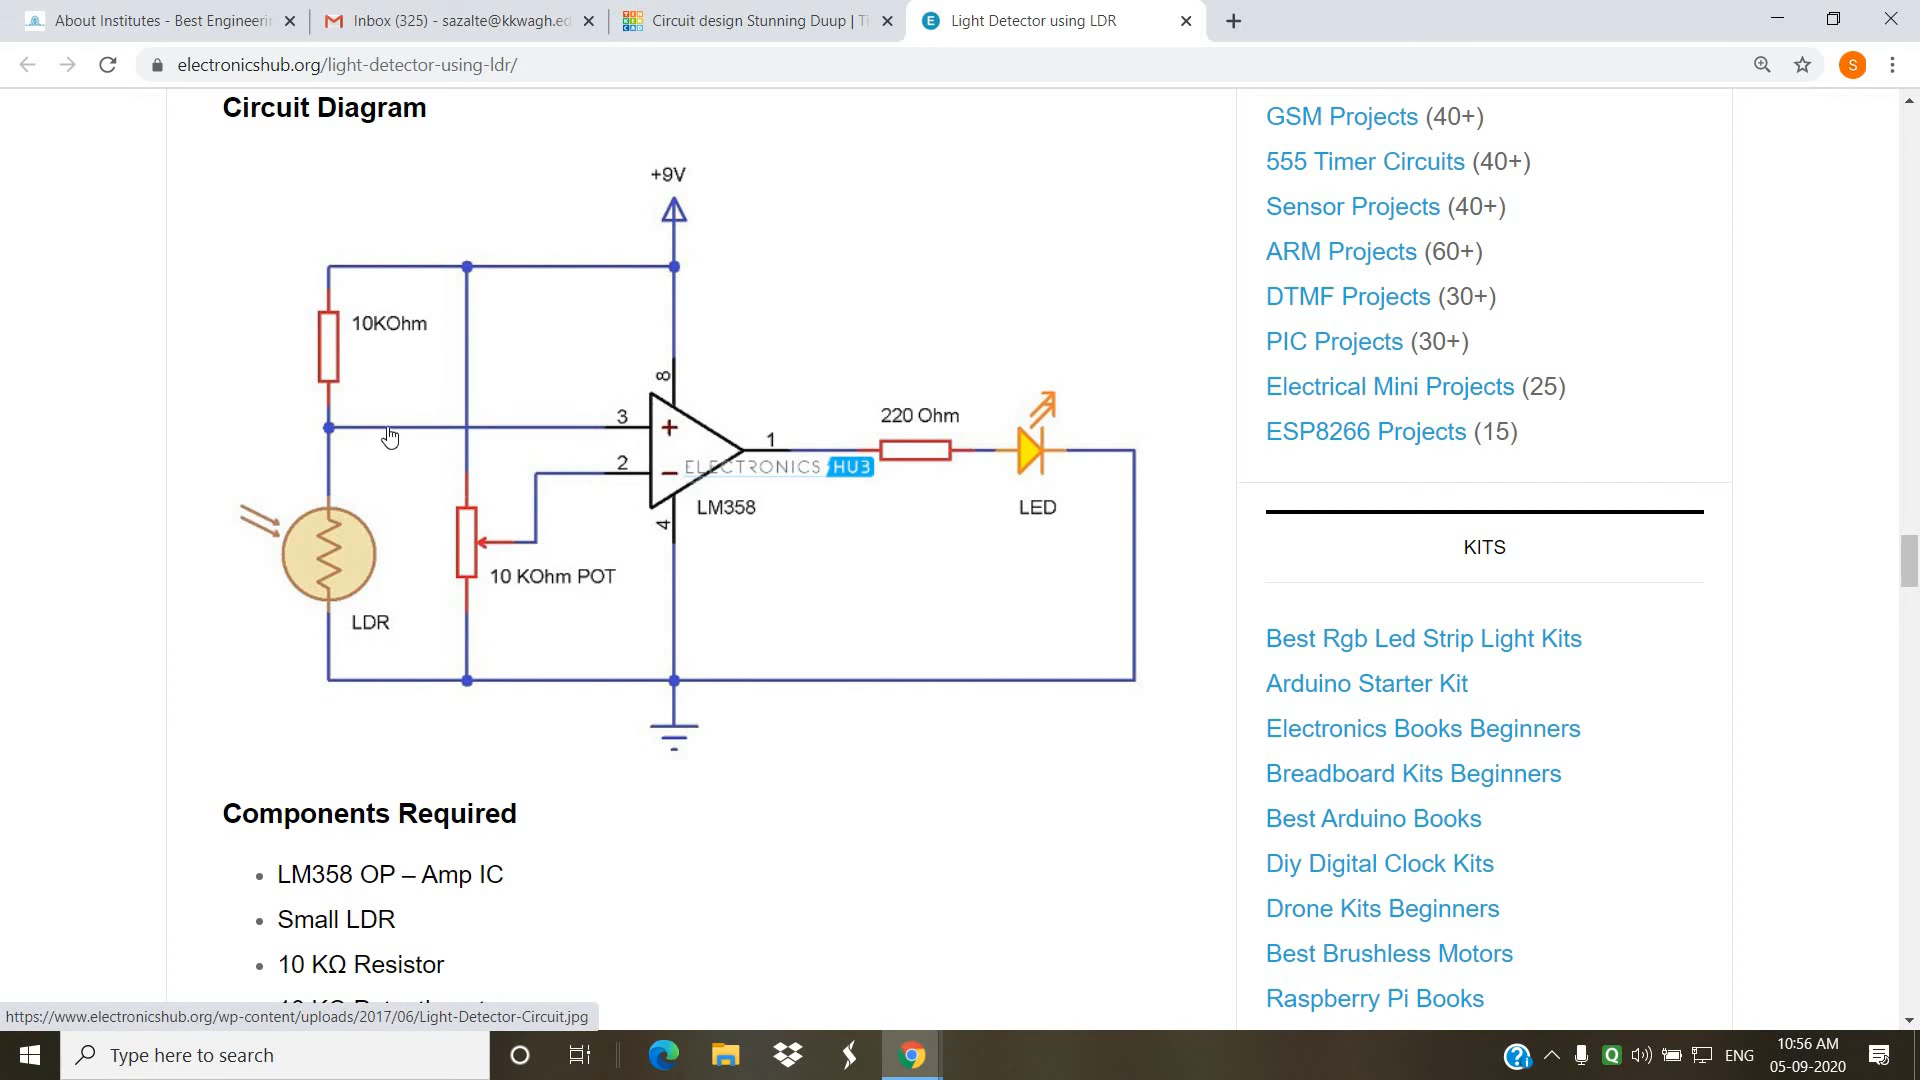 About Institutes - Best Engineeri
Inbox (325) - sazalte@kkwagh.ed
Circuit design Stunning Duup | Ti
Light Detector using LDR
electronicshub.org/light-detector-using-ldr/
S
Circuit Diagram
+9V
10KOhm
8
3
+
2
1
220 Ohm
ELECTRONICS HUB
4
LM358
LED
10 KOhm POT
LDR
Components Required
• LM358 OP – Amp IC
• Small LDR
• 10 KΩ Resistor
GSM Projects (40+)
555 Timer Circuits (40+)
Sensor Projects (40+)
ARM Projects (60+)
DTMF Projects (30+)
PIC Projects (30+)
Electrical Mini Projects (25)
ESP8266 Projects (15)
KITS
Best Rgb Led Strip Light Kits
Arduino Starter Kit
Electronics Books Beginners
Breadboard Kits Beginners
Best Arduino Books
Diy Digital Clock Kits
Drone Kits Beginners
Best Brushless Motors
Raspberry Pi Books
https://www.electronicshub.org/wp-content/uploads/2017/06/Light-Detector-Circuit.jpg
Type here to search
ENG
10:56 AM
05-09-2020